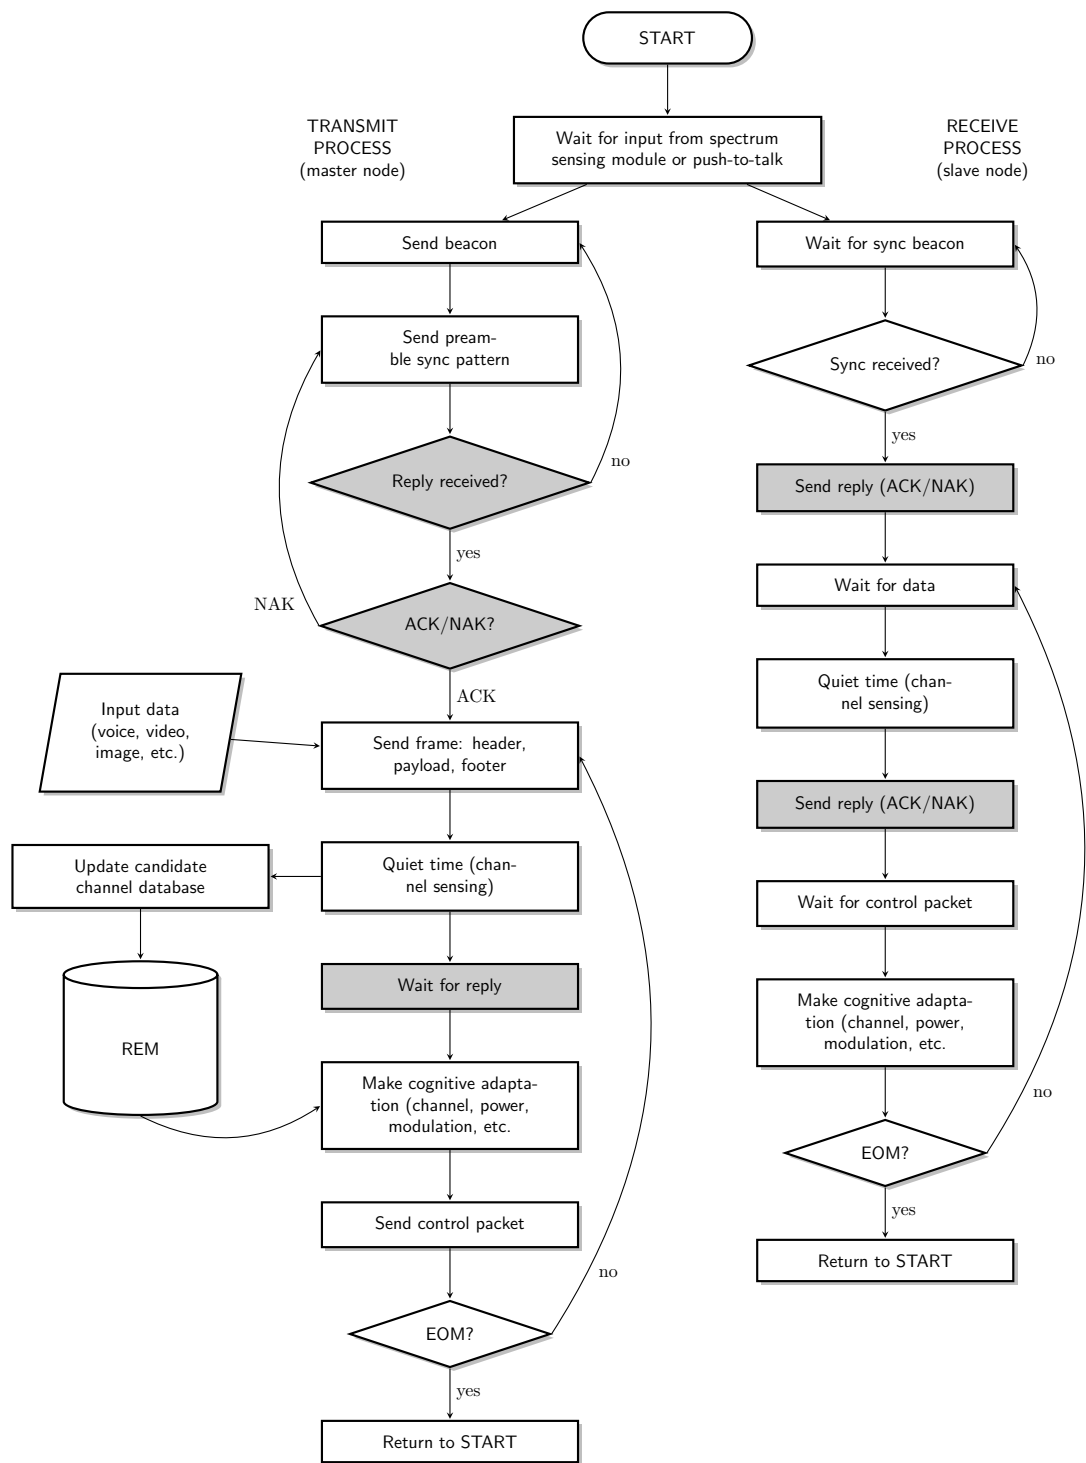 START
TRANSMIT
PROCESS
(master node)
Wait for input from spectrum
sensing module or push-to-talk
RECEIVE
PROCESS
(slave node)
Send beacon
Send pream-
ble sync pattern
Reply received?
no
yes
ACK/NAK?
NAK
ACK
Input data
(voice, video,
image, etc.)
Send frame: header,
payload, footer
Quiet time (chan-
nel sensing)
Update candidate
channel database
REM
Wait for reply
Make cognitive adapta-
tion (channel, power,
modulation, etc.
Send control packet
EOM?
no
yes
Return to START
Wait for sync beacon
Sync received?
no
yes
Send reply (ACK/NAK)
Wait for data
Quiet time (chan-
nel sensing)
Send reply (ACK/NAK)
Wait for control packet
Make cognitive adapta-
tion (channel, power,
modulation, etc.
EOM?
no
yes
Return to START